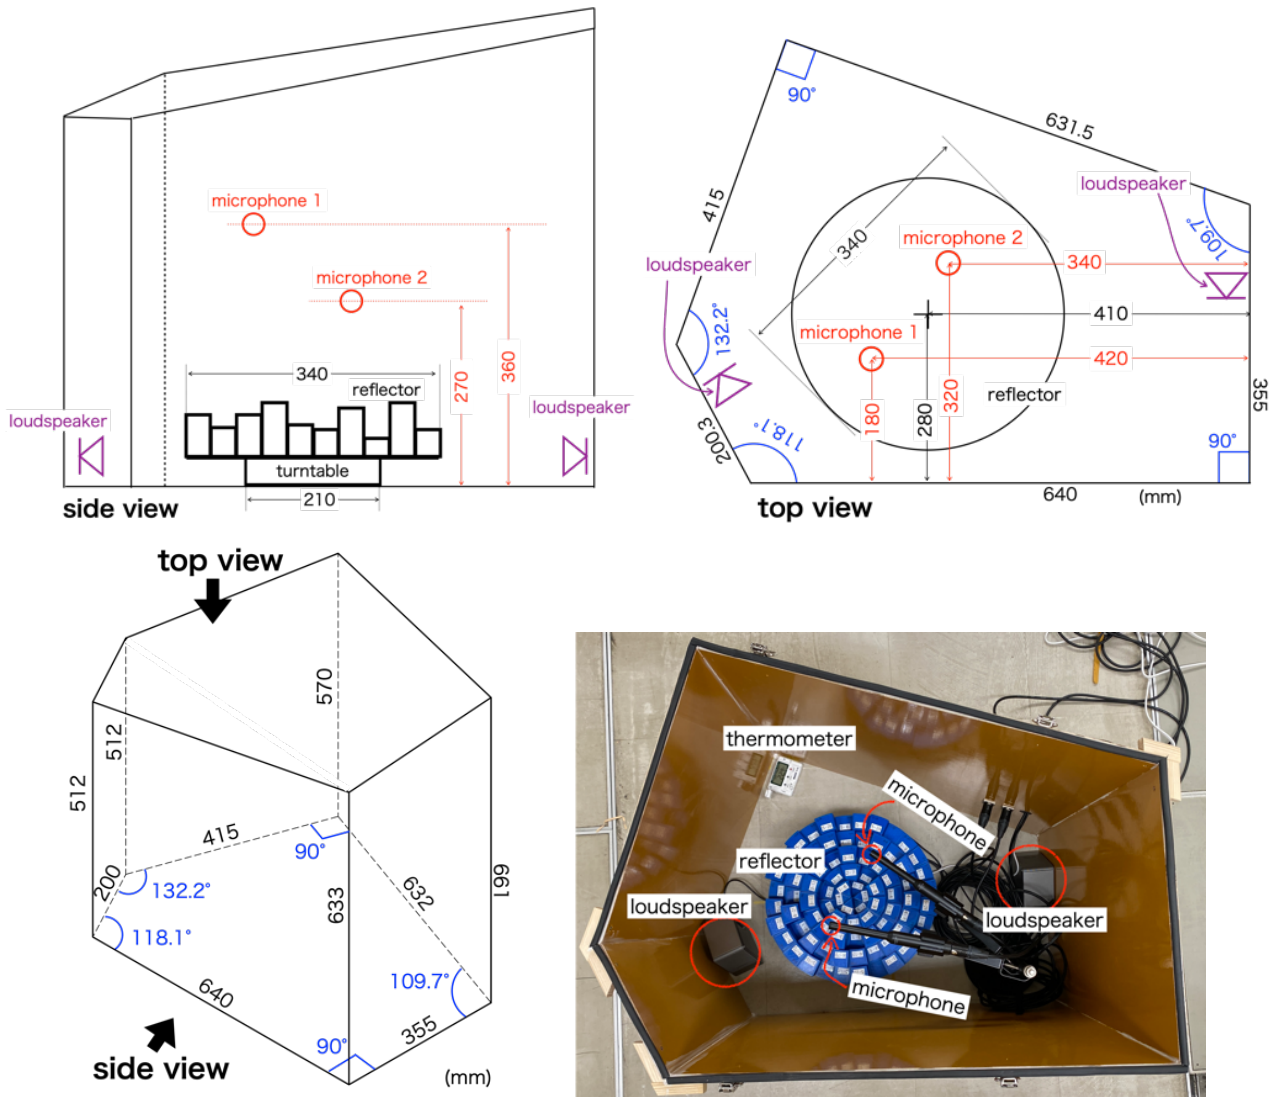 microphone 1
microphone 2
340
reflector
270
360
loudspeaker
loudspeaker
turntable
210
side view
90°
631.5
415
loudspeaker
109.7°
340
microphone 2
340
loudspeaker
132.2°
410
microphone 1
420
reflector
355
180
280
320
200.3
118.1°
90°
640
(mm)
top view
top view
570
512
512
415
90°
200
132.2°
633
632
661
118.1°
109.7°
640
355
90°
side view
(mm)
thermometer
microphone
reflector
loudspeaker
loudspeaker
microphone